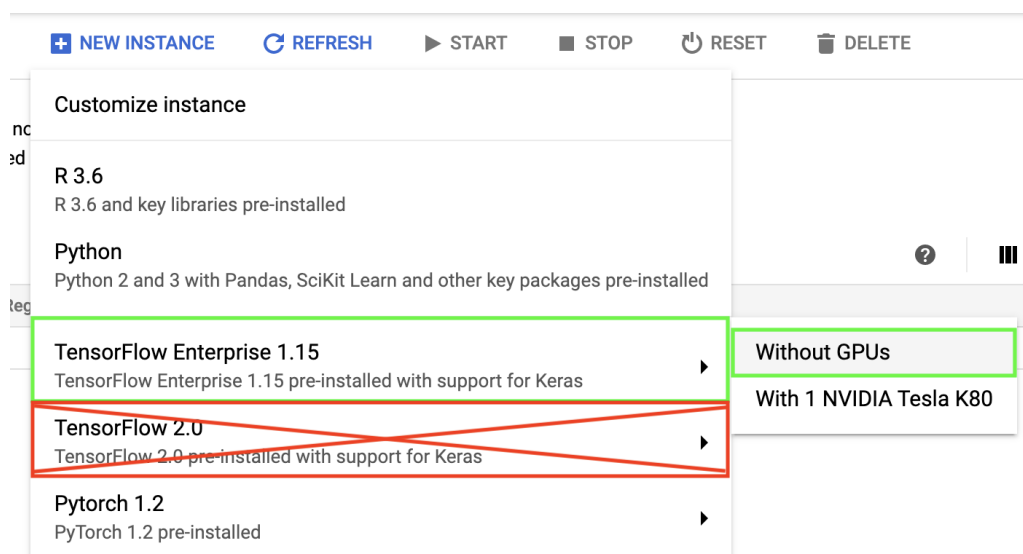 NEW INSTANCE REFRESH START STOP RESET DELETE
Customize instance
R 3.6
R 3.6 and key libraries pre-installed
Python
Python 2 and 3 with Pandas, SciKit Learn and other key packages pre-installed
TensorFlow Enterprise 1.15
TensorFlow Enterprise 1.15 pre-installed with support for Keras
Without GPUs
With 1 NVIDIA Tesla K80
TensorFlow 2.0
TensorFlow 2.0 pre-installed with support for Keras
Pytorch 1.2
PyTorch 1.2 pre-installed